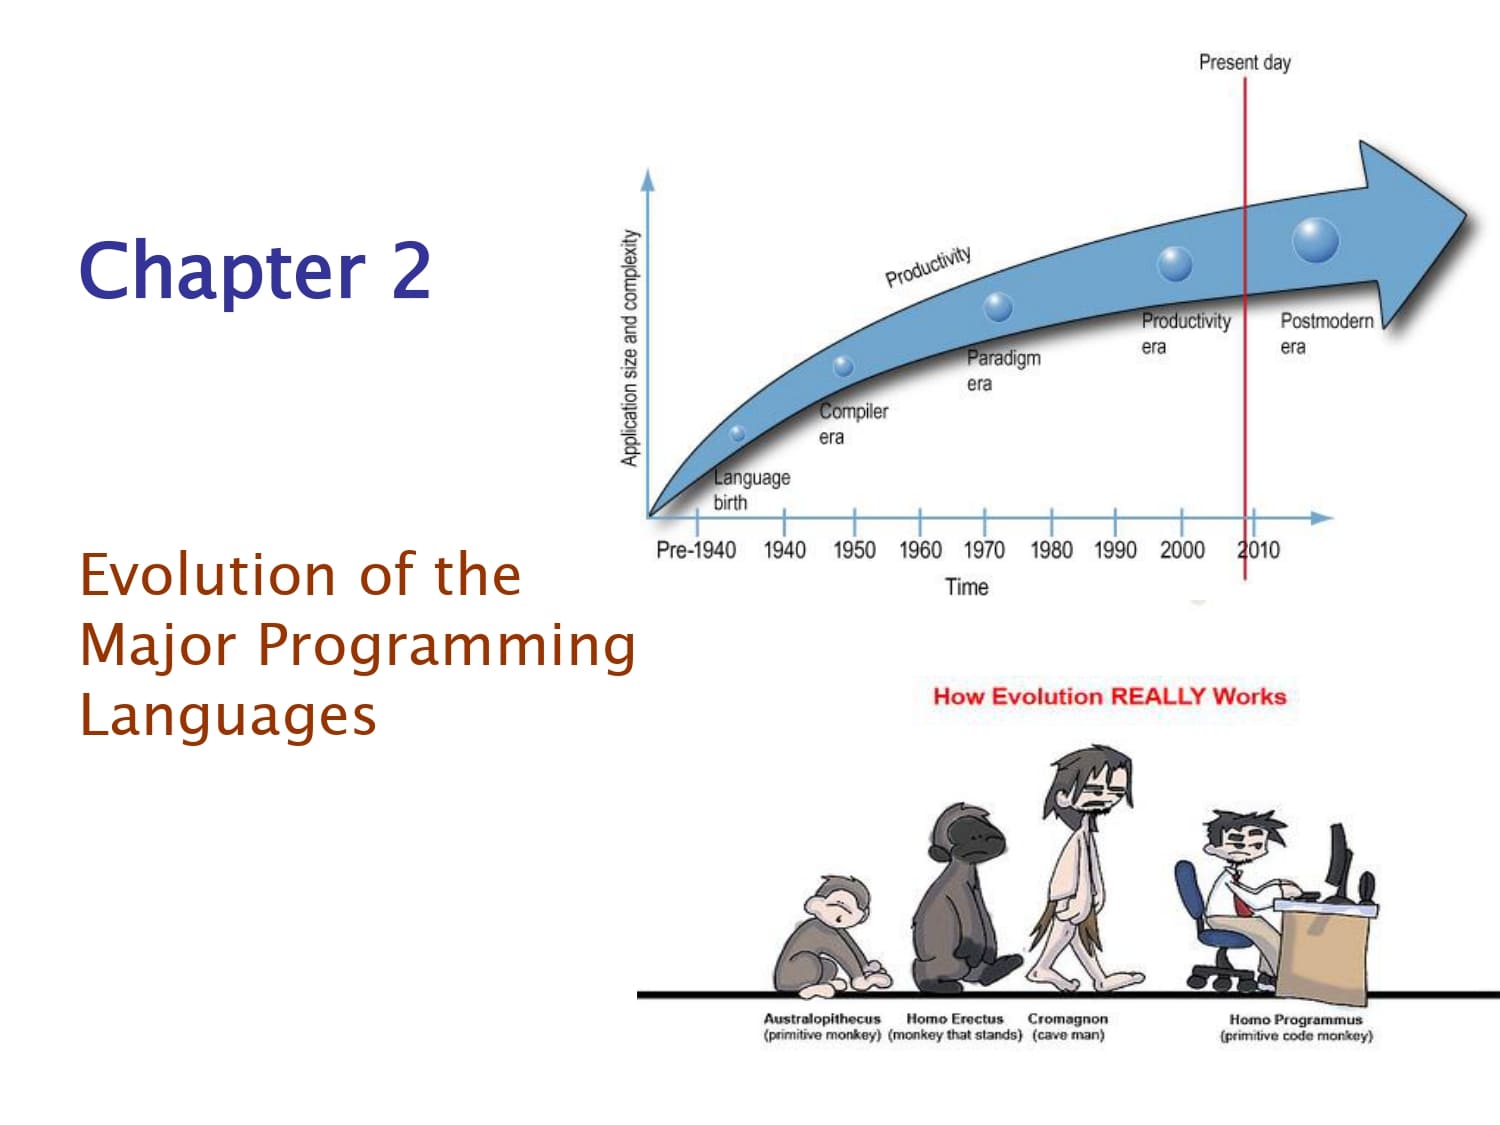 Chapter 2
Evolution of the
Major Programming
Languages
Present day
Application size and complexity
Productivity
Productivity
era
Postmodern
era
Paradigm
era
Compiler
era
Language
birth
Pre-1940 1940 1950 1960 1970 1980 1990 2000 2010
Time
How Evolution REALLY Works
Australopithecus
(primitive monkey)
Homo Erectus
(monkey that stands)
Cromagnon
(cave man)
Homo Programmus
(primitive code monkey)